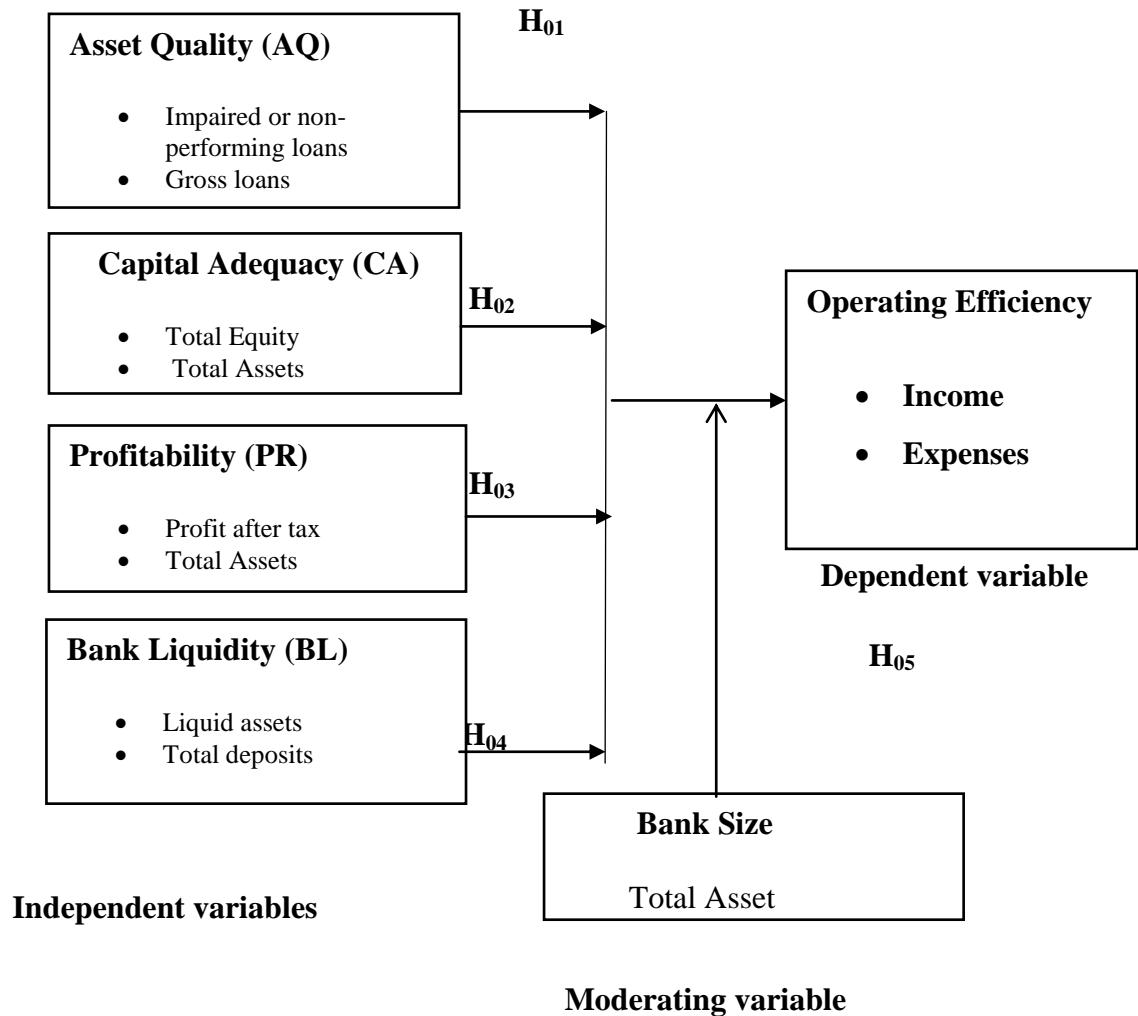 H01
Asset Quality (AQ)
• Impaired or non-
performing loans
• Gross loans
Capital Adequacy (CA)
• Total Equity
• Total Assets
H02
Profitability (PR)
• Profit after tax
• Total Assets
H03
Bank Liquidity (BL)
• Liquid assets
• Total deposits
H04
Independent variables
Operating Efficiency
• Income
• Expenses
Dependent variable
H05
Bank Size
Total Asset
Moderating variable